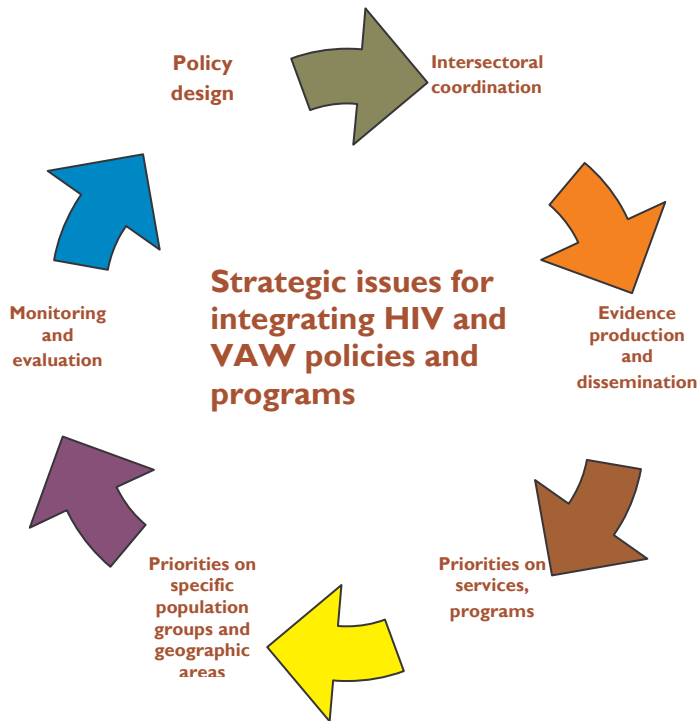 Policy
design
Intersectoral
coordination
Evidence
production
and
dissemination
Priorities on
services,
programs
Priorities on
specific
population
groups and
geographic
areas
Monitoring
and
evaluation
Strategic issues for
integrating HIV and
VAW policies and
programs